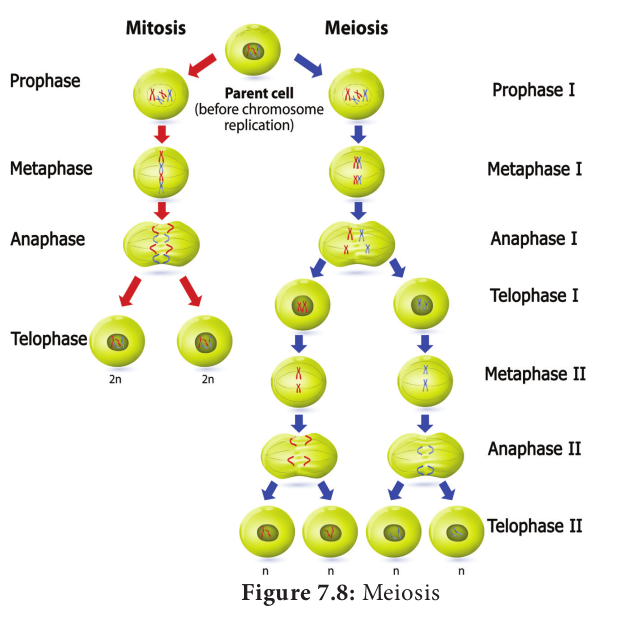 Mitosis
Meiosis
Parent cell
(before chromosome
replication)
Prophase
Prophase I
Metaphase
Metaphase I
Anaphase
Anaphase I
Telophase I
Telophase
2n
2n
Metaphase II
Anaphase II
Telophase II
n
n
n
n
Figure 7.8: Meiosis